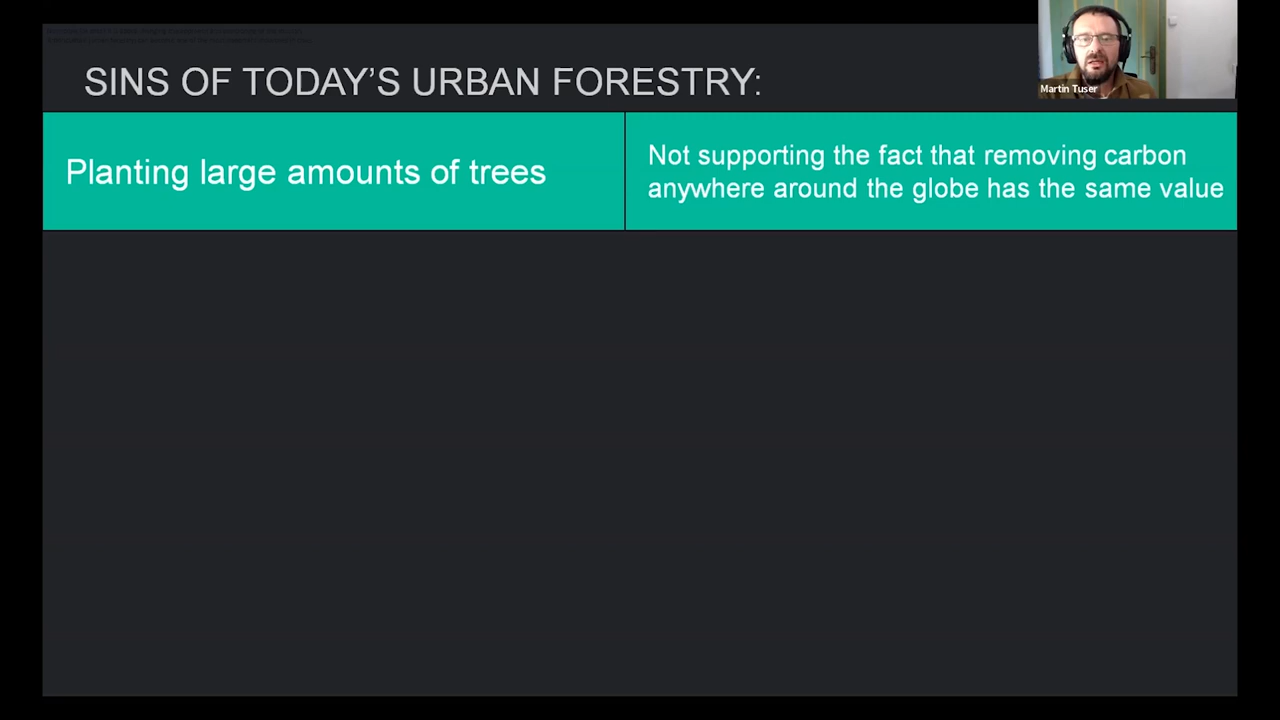 SINS OF TODAY’S URBAN FORESTRY:
Martin Tuser
Planting large amounts of trees
Not supporting the fact that removing carbon
anywhere around the globe has the same value